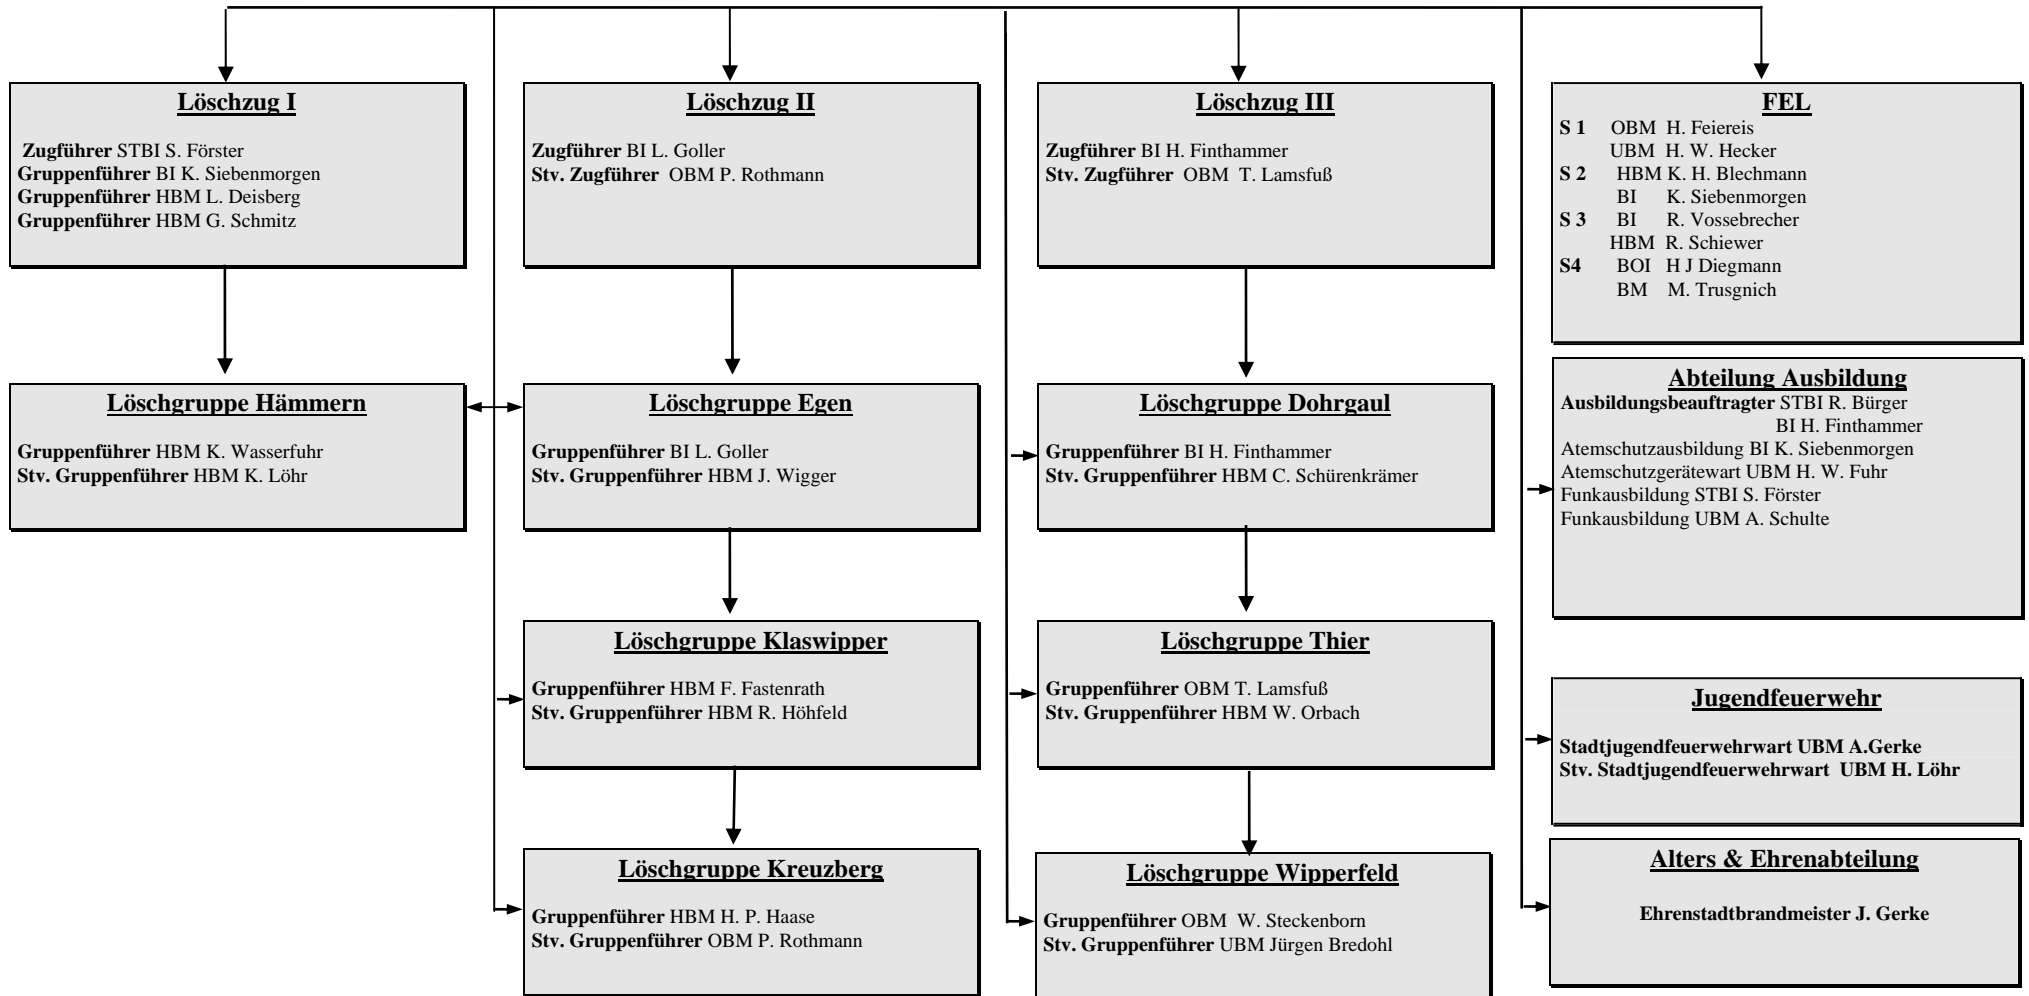 Löschzug I
Zugführer STBI S. Förster
Gruppenführer BI K. Siebenmorgen
Gruppenführer HBM L. Deisberg
Gruppenführer HBM G. Schmitz
Löschzug II
Zugführer BI L. Goller
Stv. Zugführer OBM P. Rothmann
Löschzug III
Zugführer BI H. Finthammer
Stv. Zugführer OBM T. Lamsfuß
FEL
S 1 OBM H. Feiereis
UBM H. W. Hecker
S 2 HBM K. H. Blechmann
BI K. Siebenmorgen
S 3 BI R. Vossebrecher
HBM R. Schiewer
S4 BOI H J Diegmann
BM M. Trusgnich
Löschgruppe Hämmern
Gruppenführer HBM K. Wasserfuhr
Stv. Gruppenführer HBM K. Löhr
Löschgruppe Egen
Gruppenführer BI L. Goller
Stv. Gruppenführer HBM J. Wigger
Löschgruppe Dohrgaul
Gruppenführer BI H. Finthammer
Stv. Gruppenführer HBM C. Schürenkrämer
Abteilung Ausbildung
Ausbildungsbeauftragter STBI R. Bürger
BI H. Finthammer
Atemschutzausbildung BI K. Siebenmorgen
Atemschutzgerätewart UBM H. W. Fuhr
Funkausbildung STBI S. Förster
Funkausbildung UBM A. Schulte
Löschgruppe Klaswipper
Gruppenführer HBM F. Fastenrath
Stv. Gruppenführer HBM R. Höhfeld
Löschgruppe Thier
Gruppenführer OBM T. Lamsfuß
Stv. Gruppenführer HBM W. Orbach
Jugendfeuerwehr
Stadtjugendfeuerwehrwart UBM A.Gerke
Stv. Stadtjugendfeuerwehrwart UBM H. Löhr
Löschgruppe Kreuzberg
Gruppenführer HBM H. P. Haase
Stv. Gruppenführer OBM P. Rothmann
Löschgruppe Wipperfeld
Gruppenführer OBM W. Steckenborn
Stv. Gruppenführer UBM Jürgen Bredohl
Alters & Ehrenabteilung
Ehrenstadtbrandmeister J. Gerke